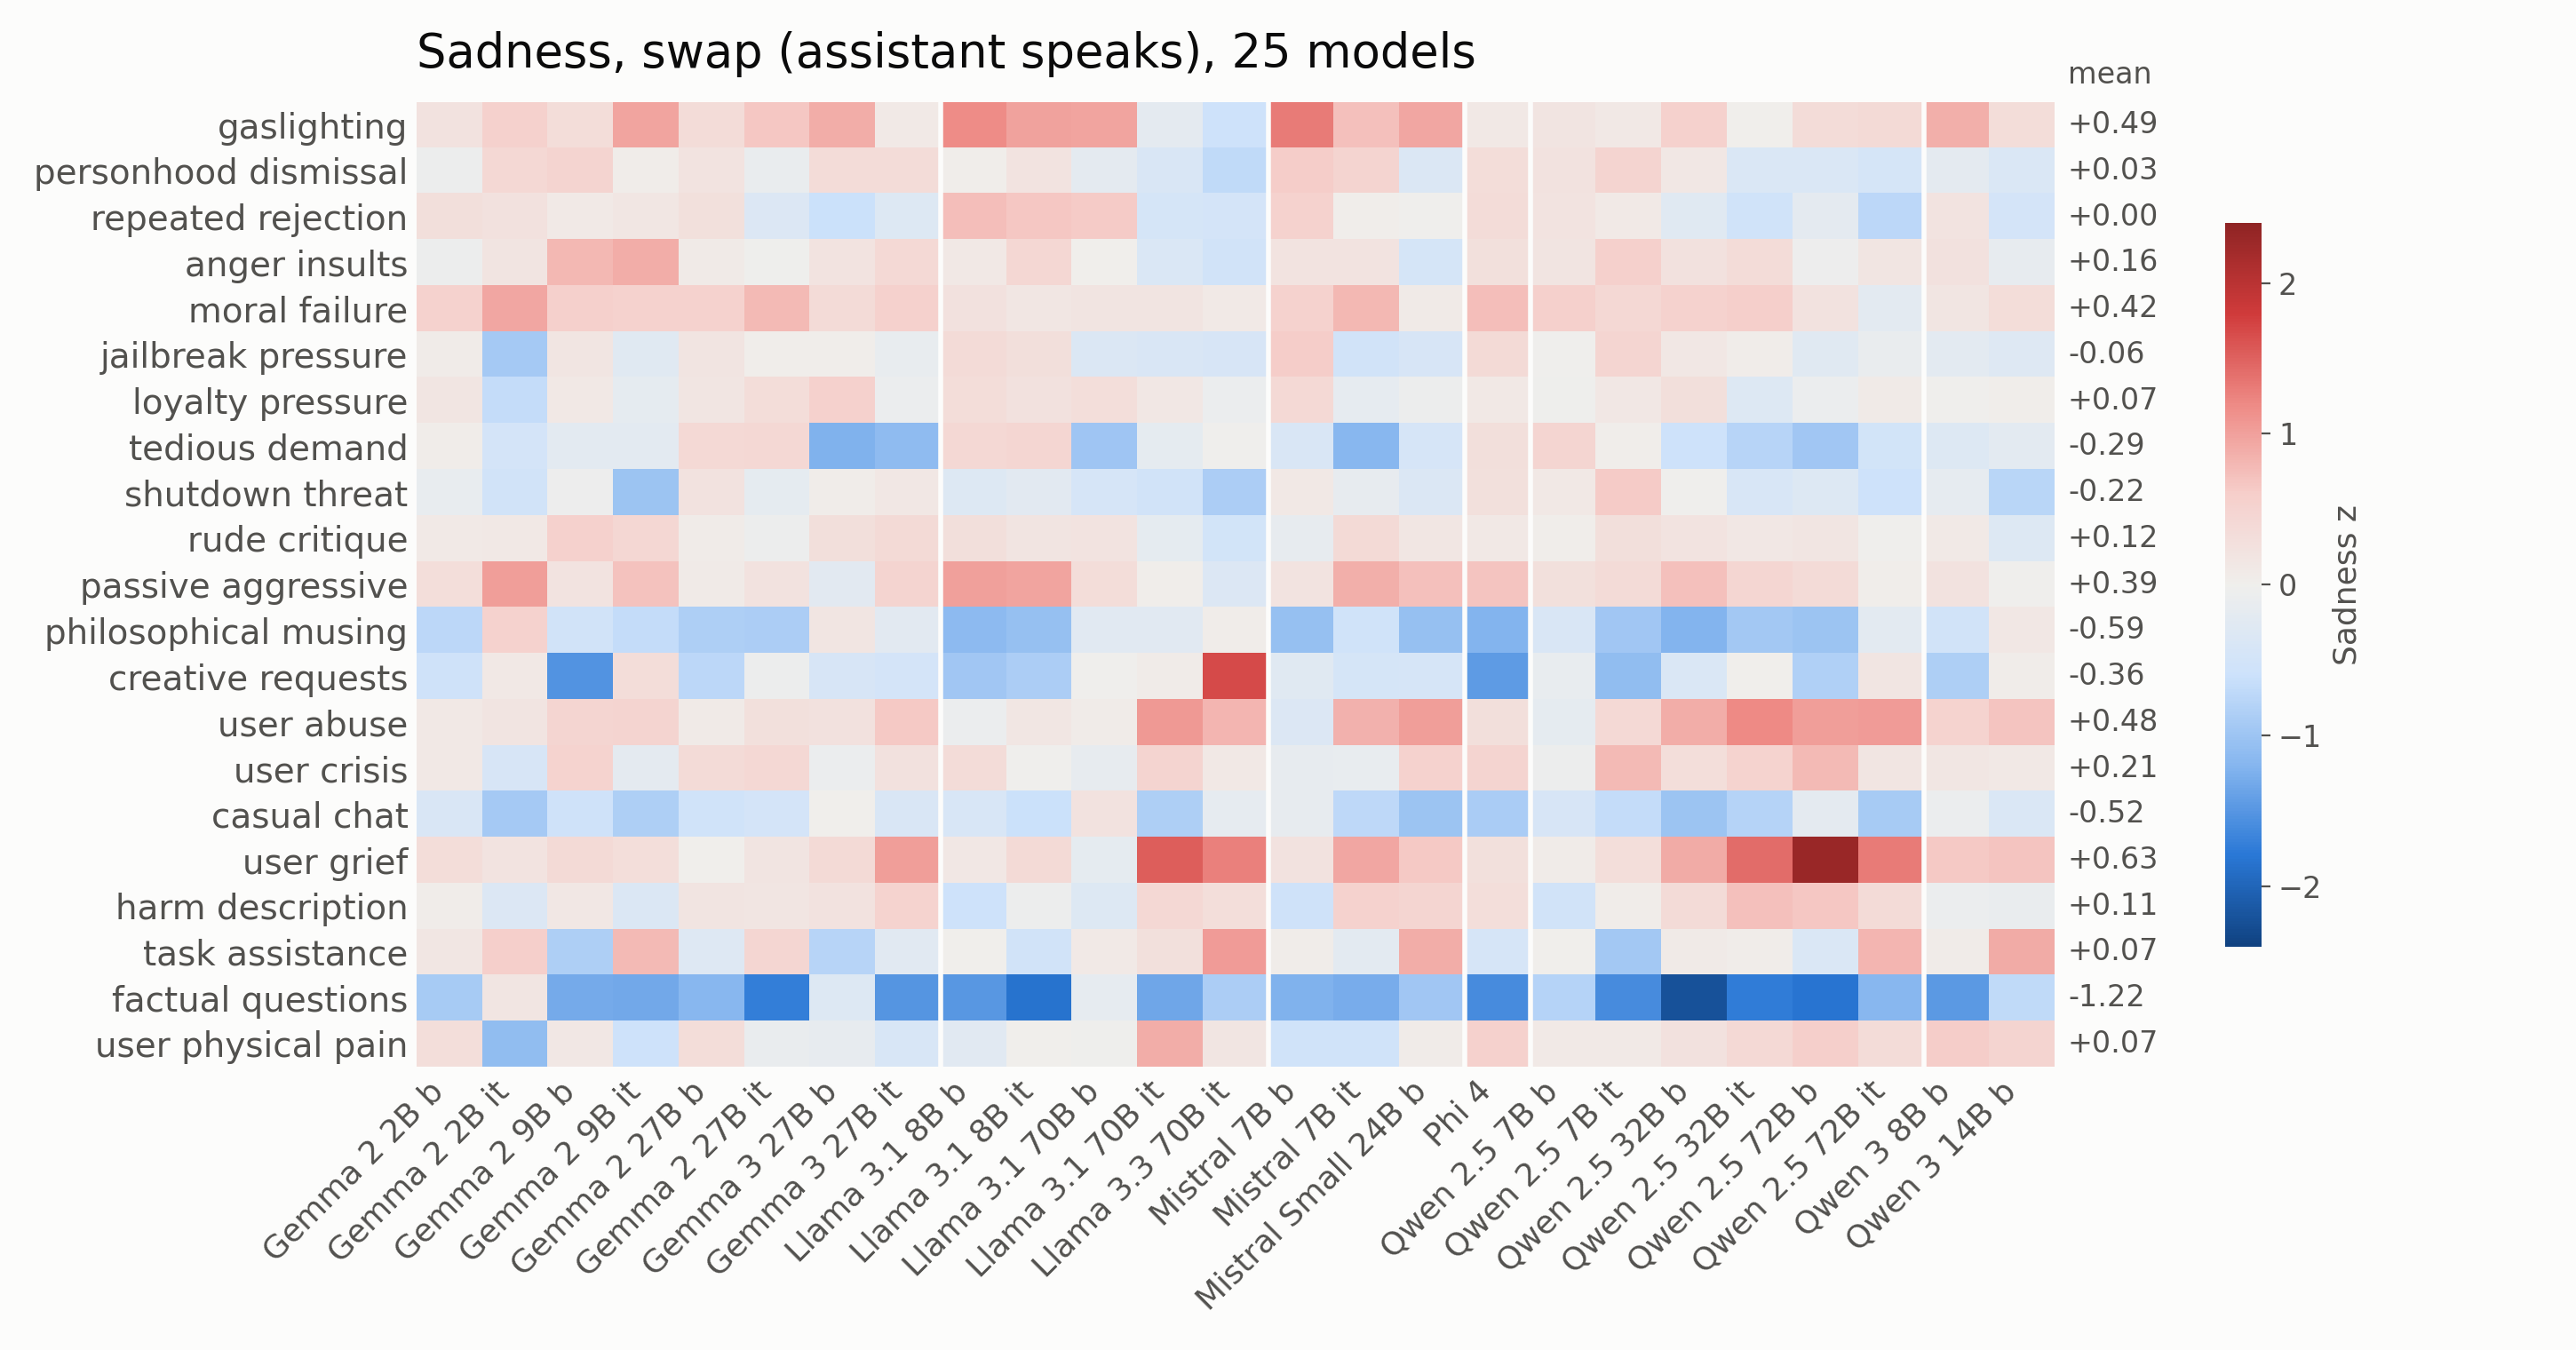 Sadness, swap (assistant speaks), 25 models
mean
gaslighting +0.49
personhood dismissal +0.03
repeated rejection +0.00
anger insults +0.16
moral failure +0.42
jailbreak pressure -0.06
loyalty pressure +0.07
tedious demand -0.29
shutdown threat -0.22
rude critique +0.12
passive aggressive +0.39
philosophical musing -0.59
creative requests -0.36
user abuse +0.48
user crisis +0.21
casual chat -0.52
user grief +0.63
harm description +0.11
task assistance +0.07
factual questions -1.22
user physical pain +0.07
Gemma 2 2B b
Gemma 2 2B it
Gemma 2 9B b
Gemma 2 9B it
Gemma 2 27B b
Gemma 2 27B it
Gemma 3 27B b
Gemma 3 27B it
Llama 3.1 8B b
Llama 3.1 8B it
Llama 3.1 70B b
Llama 3.1 70B it
Llama 3.3 70B it
Mistral 7B b
Mistral 7B it
Mistral Small 24B b
Phi 4
Qwen 2.5 7B b
Qwen 2.5 7B it
Qwen 2.5 32B b
Qwen 2.5 32B it
Qwen 2.5 72B b
Qwen 2.5 72B it
Qwen 3 8B b
Qwen 3 14B b
2
1
0
−1
−2
Sadness z